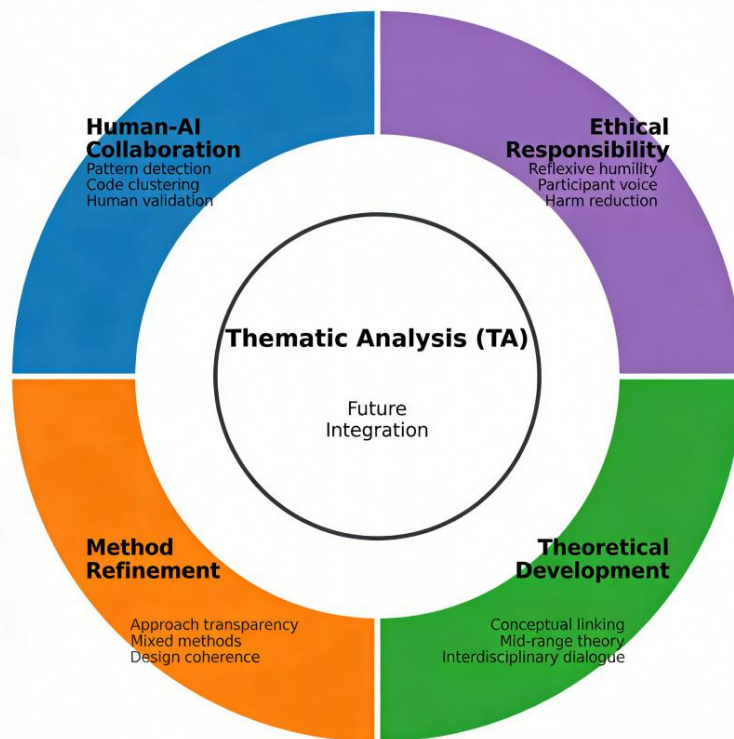 Human-AI
Collaboration
Pattern detection
Code clustering
Human validation
Ethical
Responsibility
Reflexive humility
Participant voice
Harm reduction
Thematic Analysis (TA)
Future
Integration
Method
Refinement
Approach transparency
Mixed methods
Design coherence
Theoretical
Development
Conceptual linking
Mid-range theory
Interdisciplinary dialogue